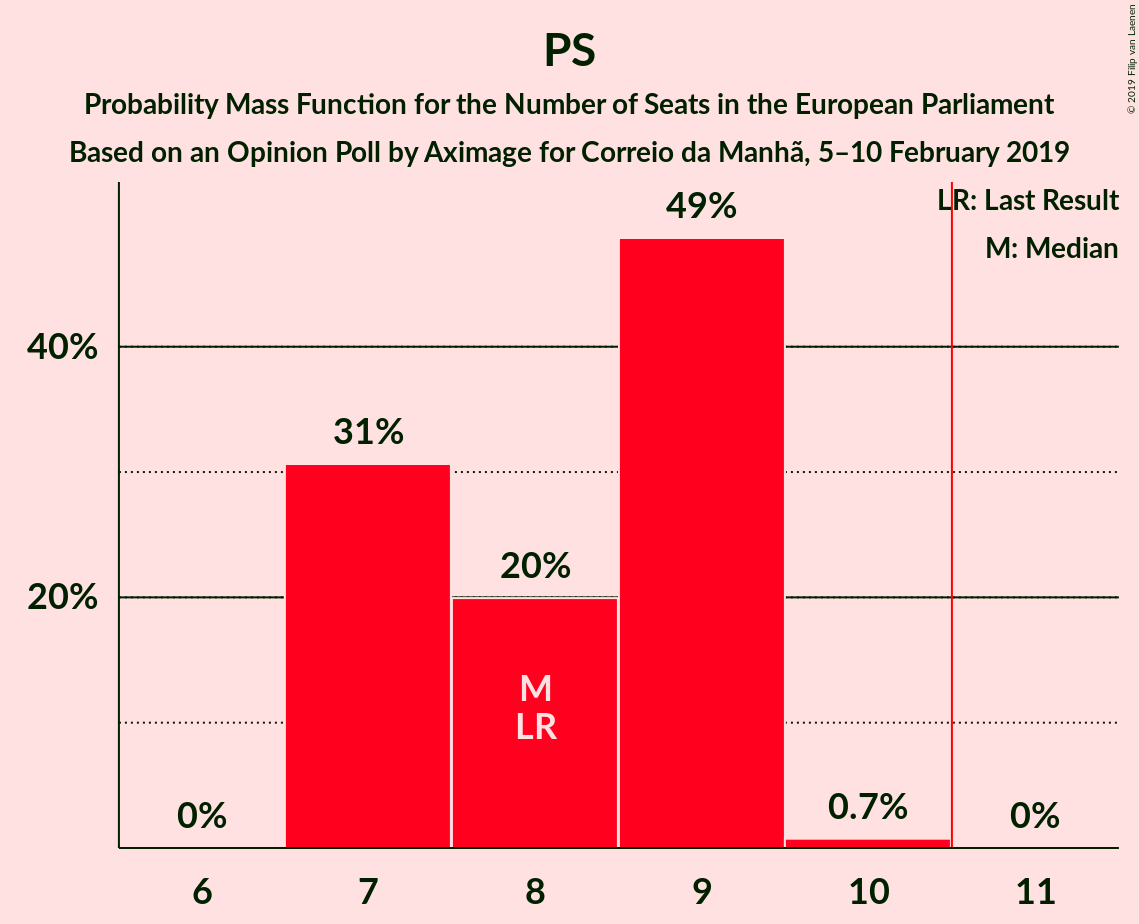 PS
Probability Mass Function for the Number of Seats in the European Parliament
Based on an Opinion Poll by Aximage for Correio da Manhã, 5–10 February 2019
© 2019 Filip van Laenen
LR: Last Result
M: Median
49%
40%
31%
20%
20%
M
LR
0%
0.7%
0%
6
7
8
9
10
11